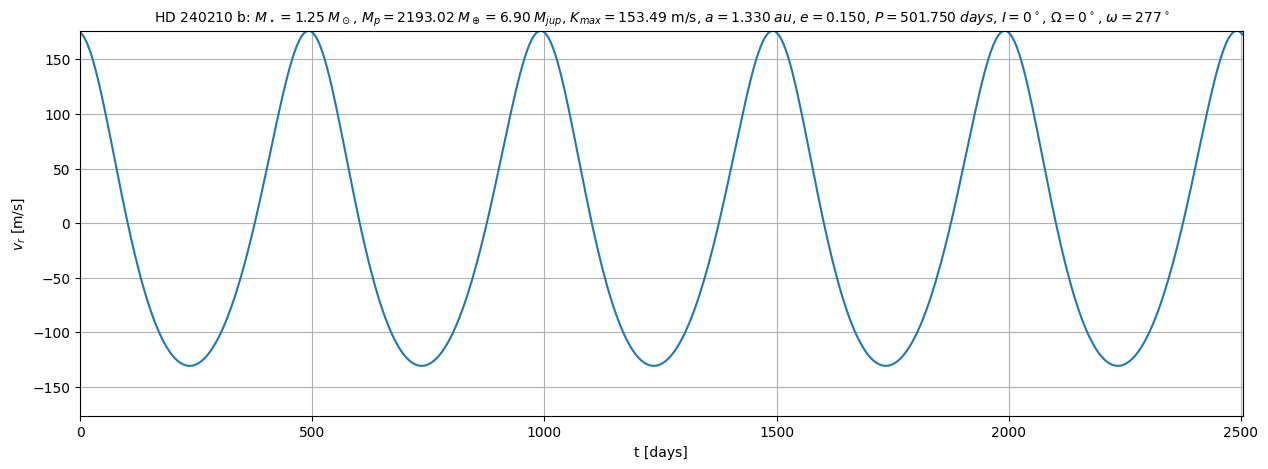 HD 240210 b: M⋆ = 1.25 M⊙, Mp = 2193.02 M⊕ = 6.90 Mjup, Kmax = 153.49 m/s, a = 1.330 au, e = 0.150, P = 501.750 days, I = 0°, Ω = 0°, ω = 277°
150
100
50
0
−50
−100
−150
vr [m/s]
0 500 1000 1500 2000 2500
t [days]